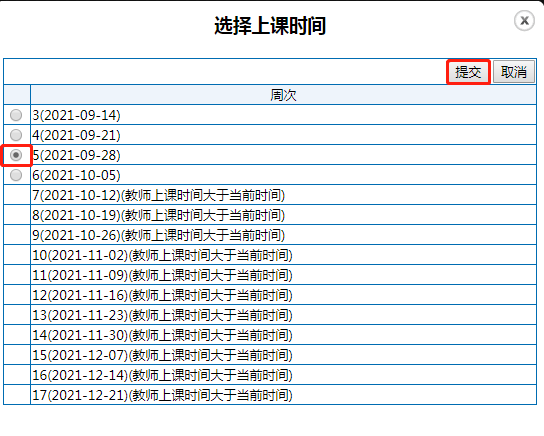 选择上课时间
提交 取消
周次
3(2021-09-14)
4(2021-09-21)
5(2021-09-28)
6(2021-10-05)
7(2021-10-12)(教师上课时间大于当前时间)
8(2021-10-19)(教师上课时间大于当前时间)
9(2021-10-26)(教师上课时间大于当前时间)
10(2021-11-02)(教师上课时间大于当前时间)
11(2021-11-09)(教师上课时间大于当前时间)
12(2021-11-16)(教师上课时间大于当前时间)
13(2021-11-23)(教师上课时间大于当前时间)
14(2021-11-30)(教师上课时间大于当前时间)
15(2021-12-07)(教师上课时间大于当前时间)
16(2021-12-14)(教师上课时间大于当前时间)
17(2021-12-21)(教师上课时间大于当前时间)